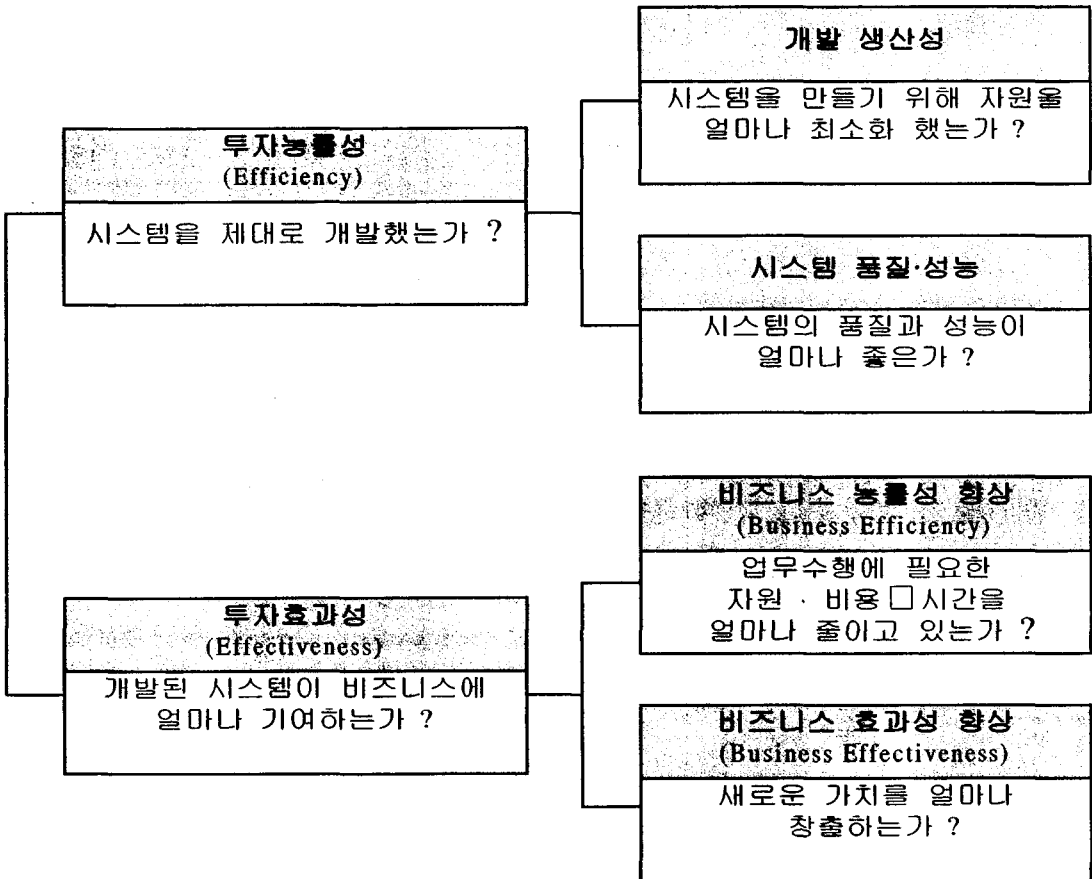 개발 생산성
시스템을 만들기 위해 자원을
얼마나 최소화 했는가 ?
투자능률성
(Efficiency)
시스템을 제대로 개발했는가 ?
시스템 품질·성능
시스템의 품질과 성능이
얼마나 좋은가 ?
비즈니스 능률성 향상
(Business Efficiency)
업무수행에 필요한
자원 · 비용 □ 시간을
얼마나 줄이고 있는가 ?
투자효과성
(Effectiveness)
개발된 시스템이 비즈니스에
얼마나 기여하는가 ?
비즈니스 효과성 향상
(Business Effectiveness)
새로운 가치를 얼마나
창출하는가 ?